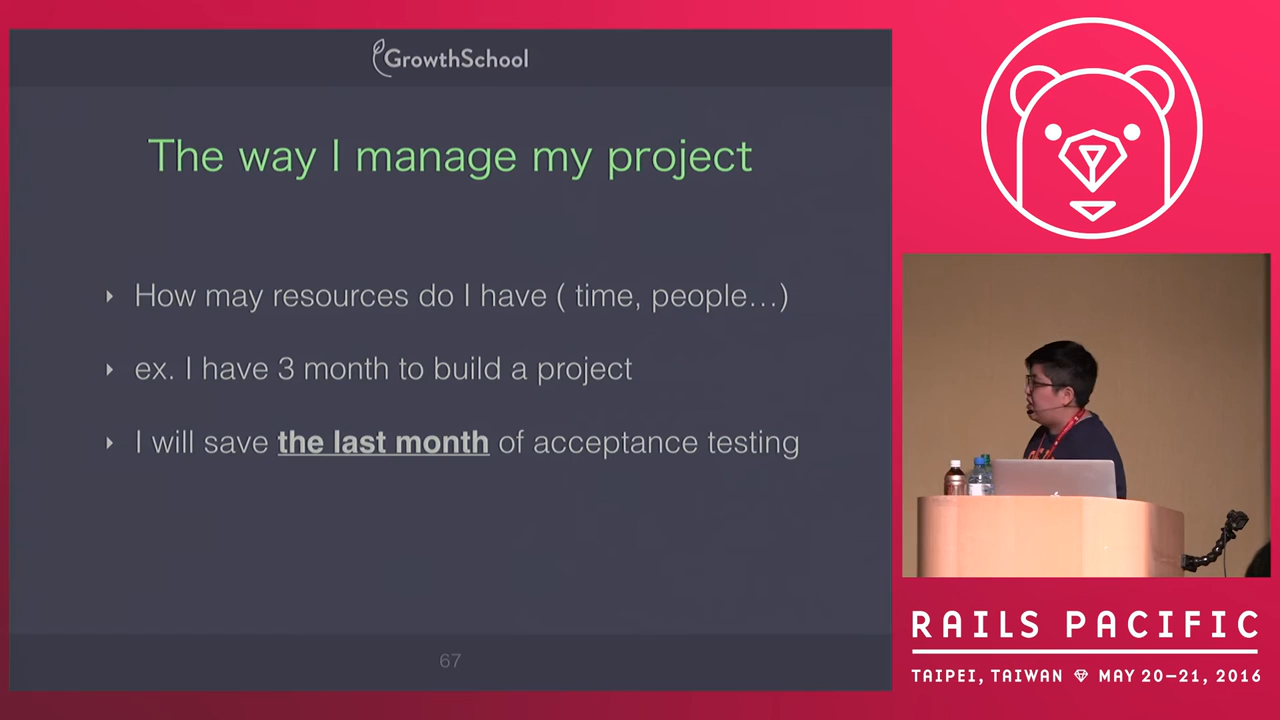 GrowthSchool
The way I manage my project
How may resources do I have ( time, people...)
ex. I have 3 month to build a project
I will save the last month of acceptance testing
67
RAILS PACIFIC
TAIPEI, TAIWAN MAY 20–21, 2016